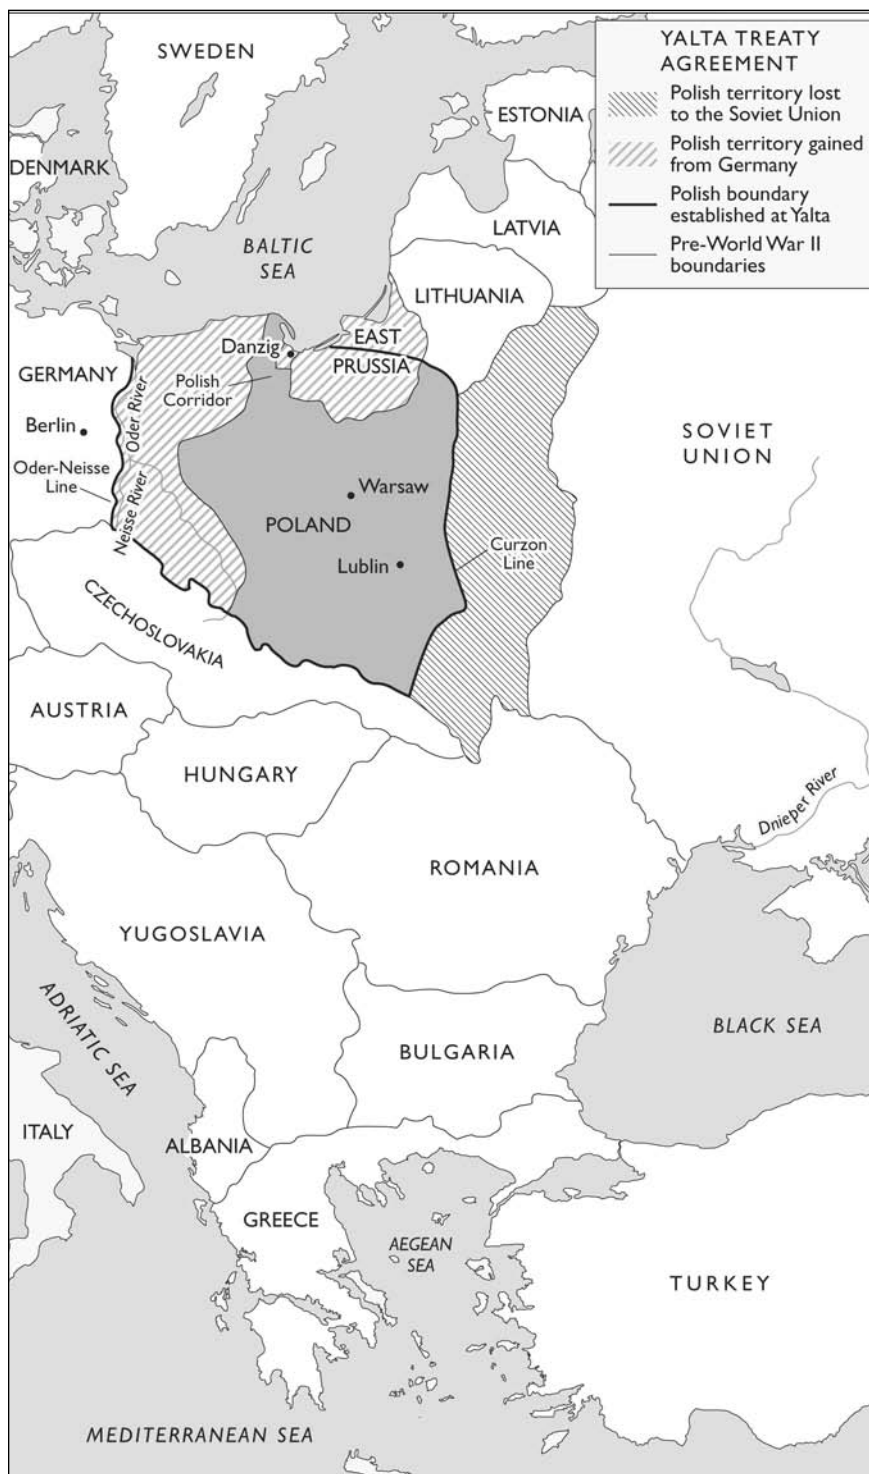 YALTA TREATY
AGREEMENT
Polish territory lost
to the Soviet Union
Polish territory gained
from Germany
Polish boundary
established at Yalta
Pre-World War II
boundaries
SWEDEN
ESTONIA
DENMARK
LATVIA
BALTIC
SEA
LITHUANIA
EAST
PRUSSIA
Danzig
GERMANY
Polish
Corridor
Oder River
Berlin
SOVIET
UNION
Oder-Neisse
Line
Neisse River
Warsaw
POLAND
Lublin
Curzon
Line
CZECHOSLOVAKIA
AUSTRIA
HUNGARY
Dnieper River
ROMANIA
YUGOSLAVIA
ADRIATIC SEA
BLACK SEA
BULGARIA
ITALY
ALBANIA
GREECE
AEGEAN
SEA
TURKEY
MEDITERRANEAN SEA